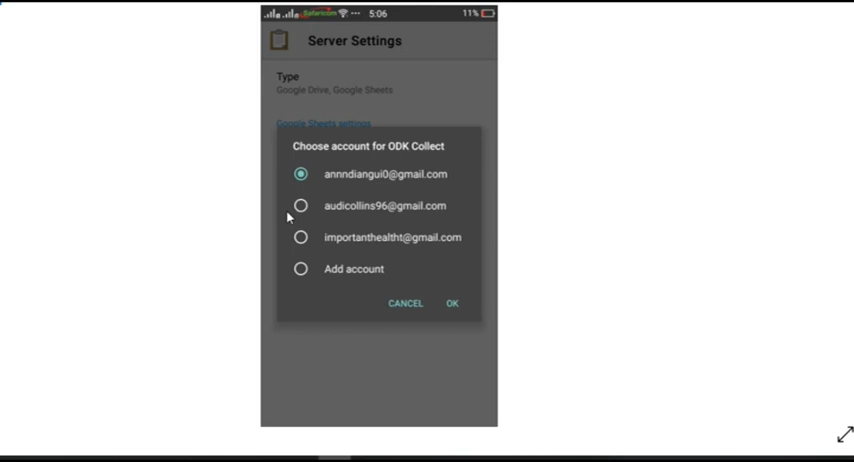 Safaricom 5:06 11%
Server Settings
Type
Google Drive, Google Sheets
Google Sheets settings
Choose account for ODK Collect
annndiangui0@gmail.com
audicollins96@gmail.com
importanthealtht@gmail.com
Add account
CANCEL OK